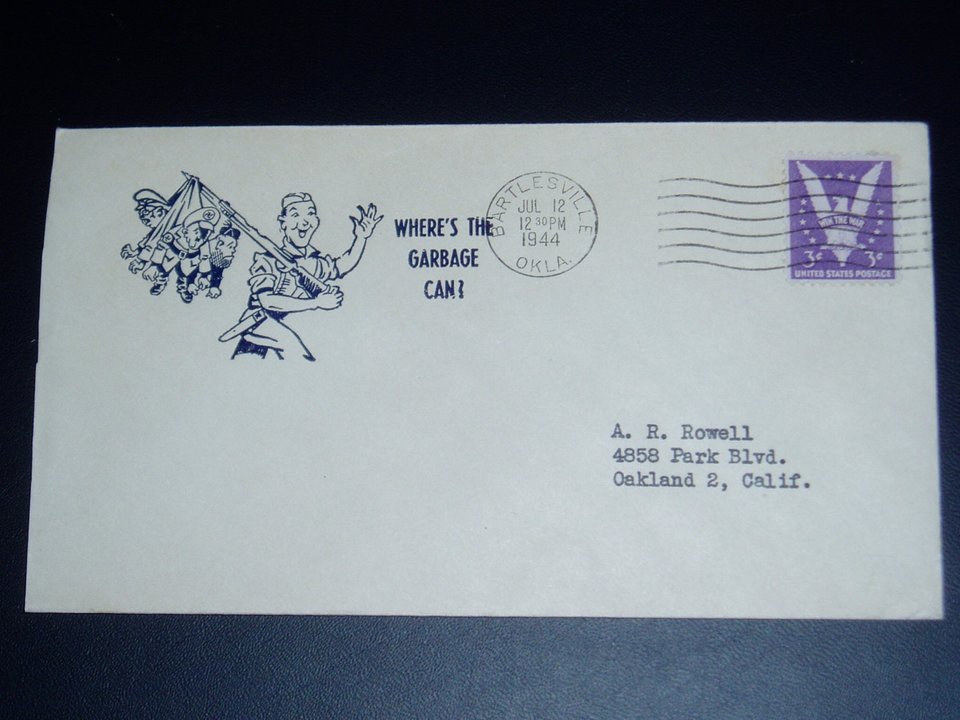 WHERE'S THE
GARBAGE
CAN?
BARTLESVILLE
JUL 12
12 30 PM
1944
OKLA.
WIN THE WAR
3¢ 3¢
UNITED STATES POSTAGE
A. R. Rowell
4858 Park Blvd.
Oakland 2, Calif.